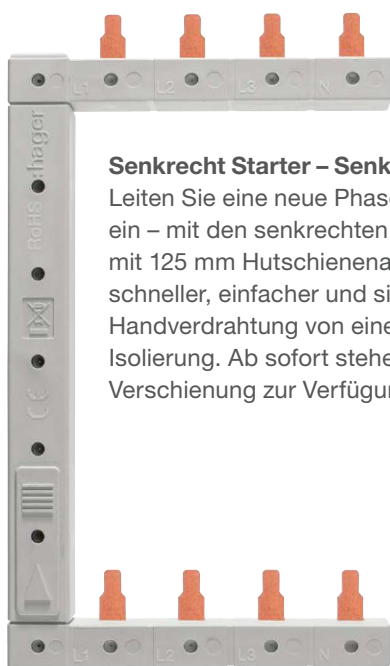 L1 L2 L3 N
:hager
RoHS
Senkrecht Starter – Senk
Leiten Sie eine neue Phase
ein – mit den senkrechten
mit 125 mm Hutschienena
schneller, einfacher und si
Handverdrahtung von eine
Isolierung. Ab sofort stehe
Verschienung zur Verfügu
CE
L1 L2 L3 N